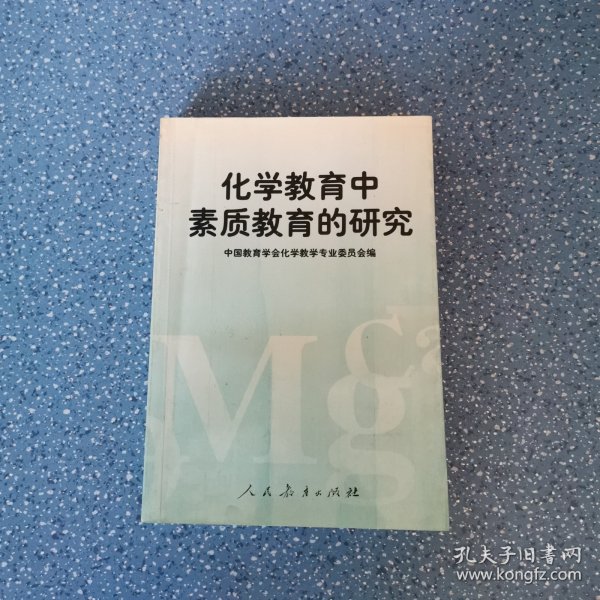 化学教育中
素质教育的研究
中国教育学会化学教学专业委员会编
Mg
Ca
人民教育出版社
孔夫子旧书网
www.kongfz.com